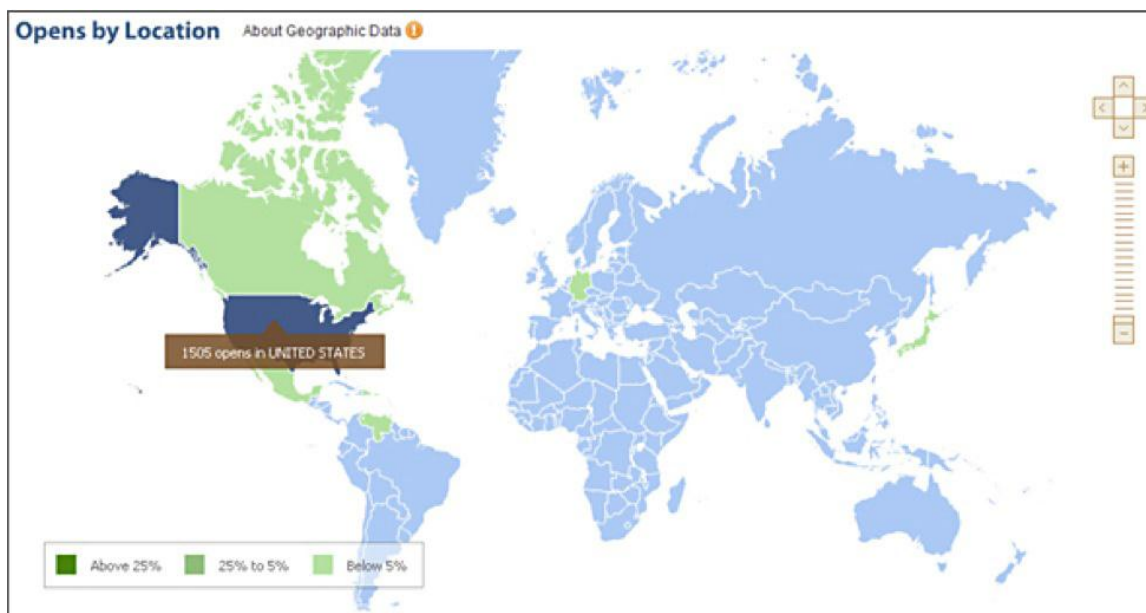 Opens by Location About Geographic Data !
1505 opens in UNITED STATES
Above 25% 25% to 5% Below 5%